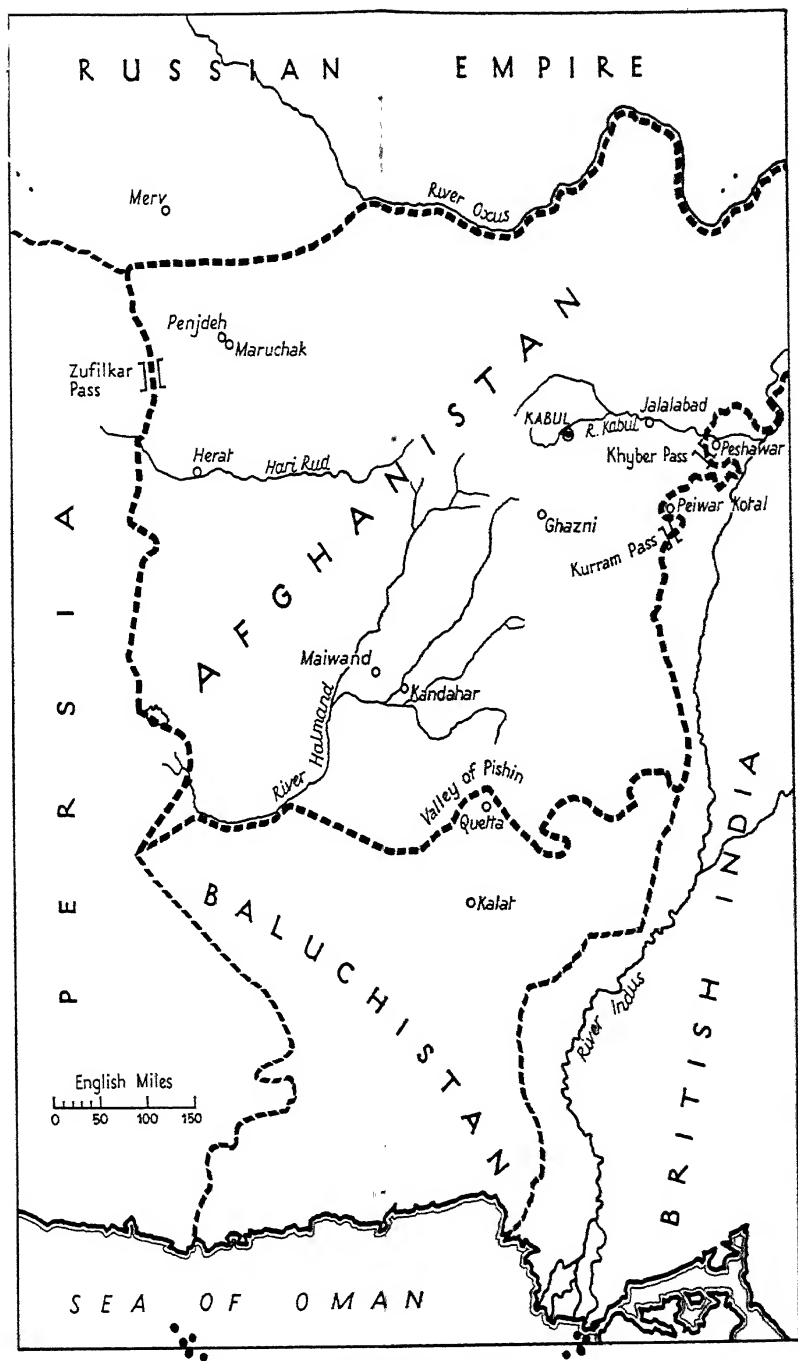 RUSSIAN EMPIRE
Merv
River Oxus
Penjdeh
Maruchak
Zufilkar
Pass
AFGHANISTAN
KABUL
R. Kabul
Jalalabad
Khyber Pass
Peshawar
Herat
Hari Rud
Ghazni
Peiwar Kotal
Kurram Pass
PERSIA
Maiwand
Kandahar
River Halmand
Valley of Pishin
Quetta
Kalat
BALUCHISTAN
River Indus
BRITISH INDIA
English Miles
0 50 100 150
SEA OF OMAN